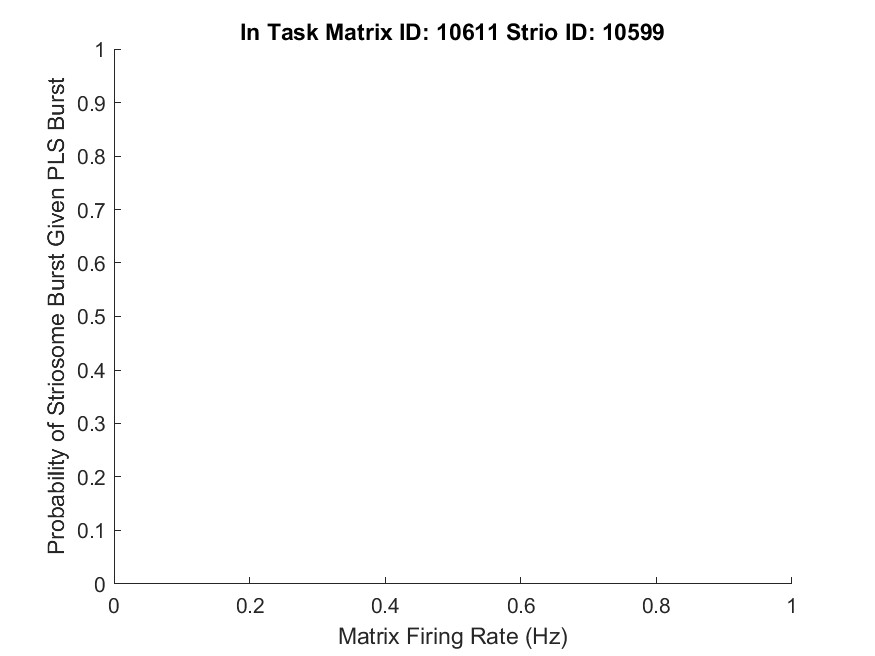 In Task Matrix ID: 10611 Strio ID: 10599
Probability of Striosome Burst Given PLS Burst
1
0.9
0.8
0.7
0.6
0.5
0.4
0.3
0.2
0.1
0
0 0.2 0.4 0.6 0.8 1
Matrix Firing Rate (Hz)